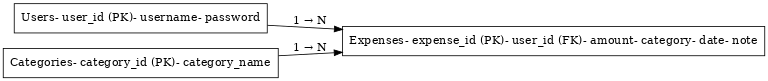 Users- user_id (PK)- username- password
1 → N
Expenses- expense_id (PK)- user_id (FK)- amount- category- date- note
1 → N
Categories- category_id (PK)- category_name